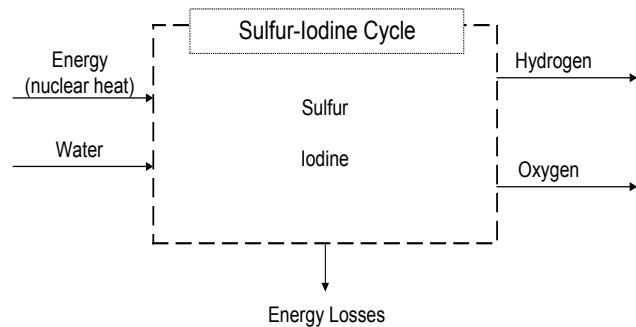 Sulfur-Iodine Cycle
Energy
(nuclear heat)
Hydrogen
Sulfur
Water
Iodine
Oxygen
Energy Losses